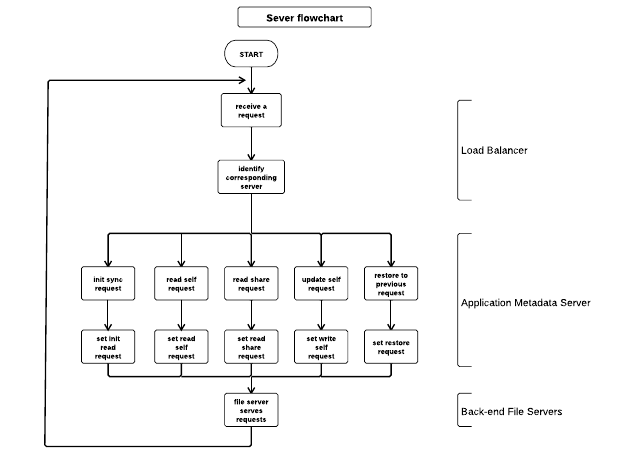 Sever flowchart
START
receive a
request
Load Balancer
identify
corresponding
server
init sync
request
read self
request
read share
request
update self
request
restore to
previous
request
Application Metadata Server
set init
read
request
set read
self
request
set read
share
request
set write
self
request
set restore
request
file server
serves
requests
Back-end File Servers